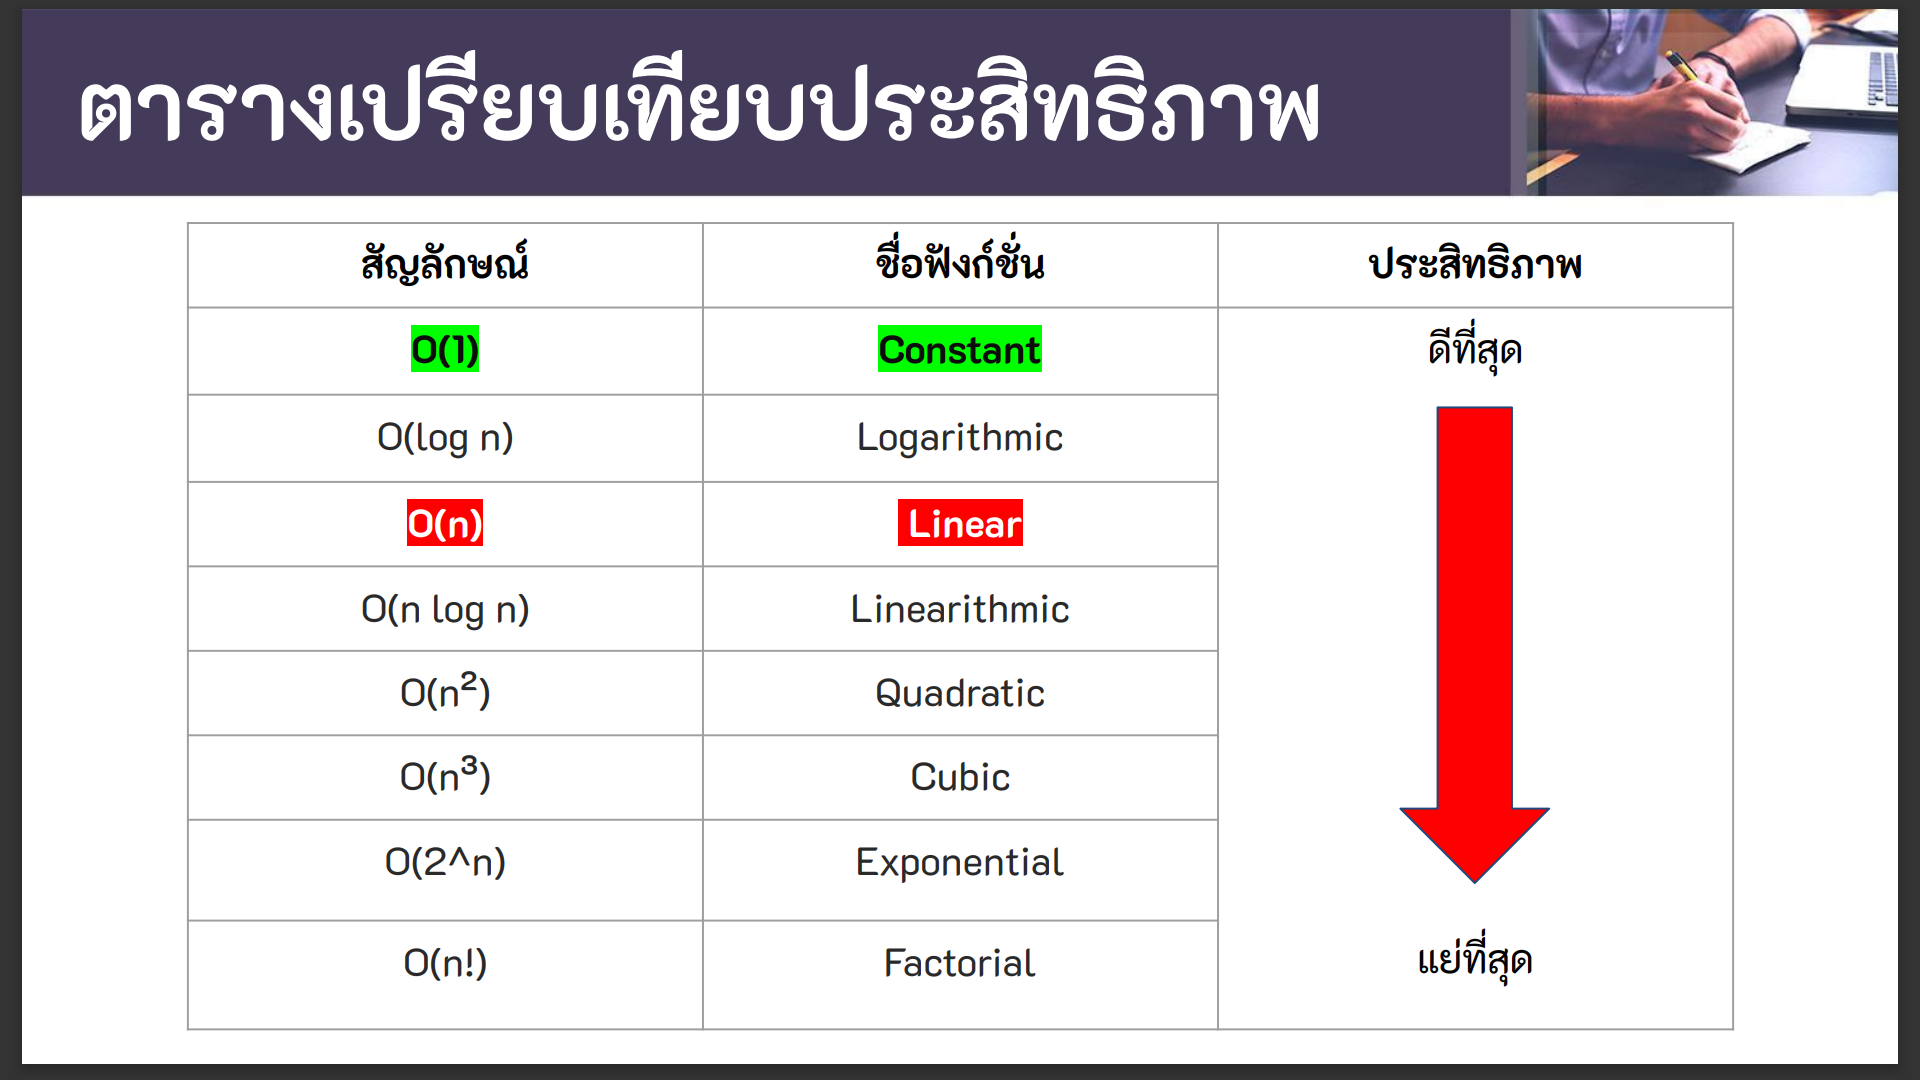 ตารางเปรียบเทียบประสิทธิภาพ
สัญลักษณ์ ชื่อฟังก์ชั่น ประสิทธิภาพ
O(1) Constant ดีที่สุด
O(log n) Logarithmic
O(n) Linear
O(n log n) Linearithmic
O(n²) Quadratic
O(n³) Cubic
O(2^n) Exponential
O(n!) Factorial แย่ที่สุด